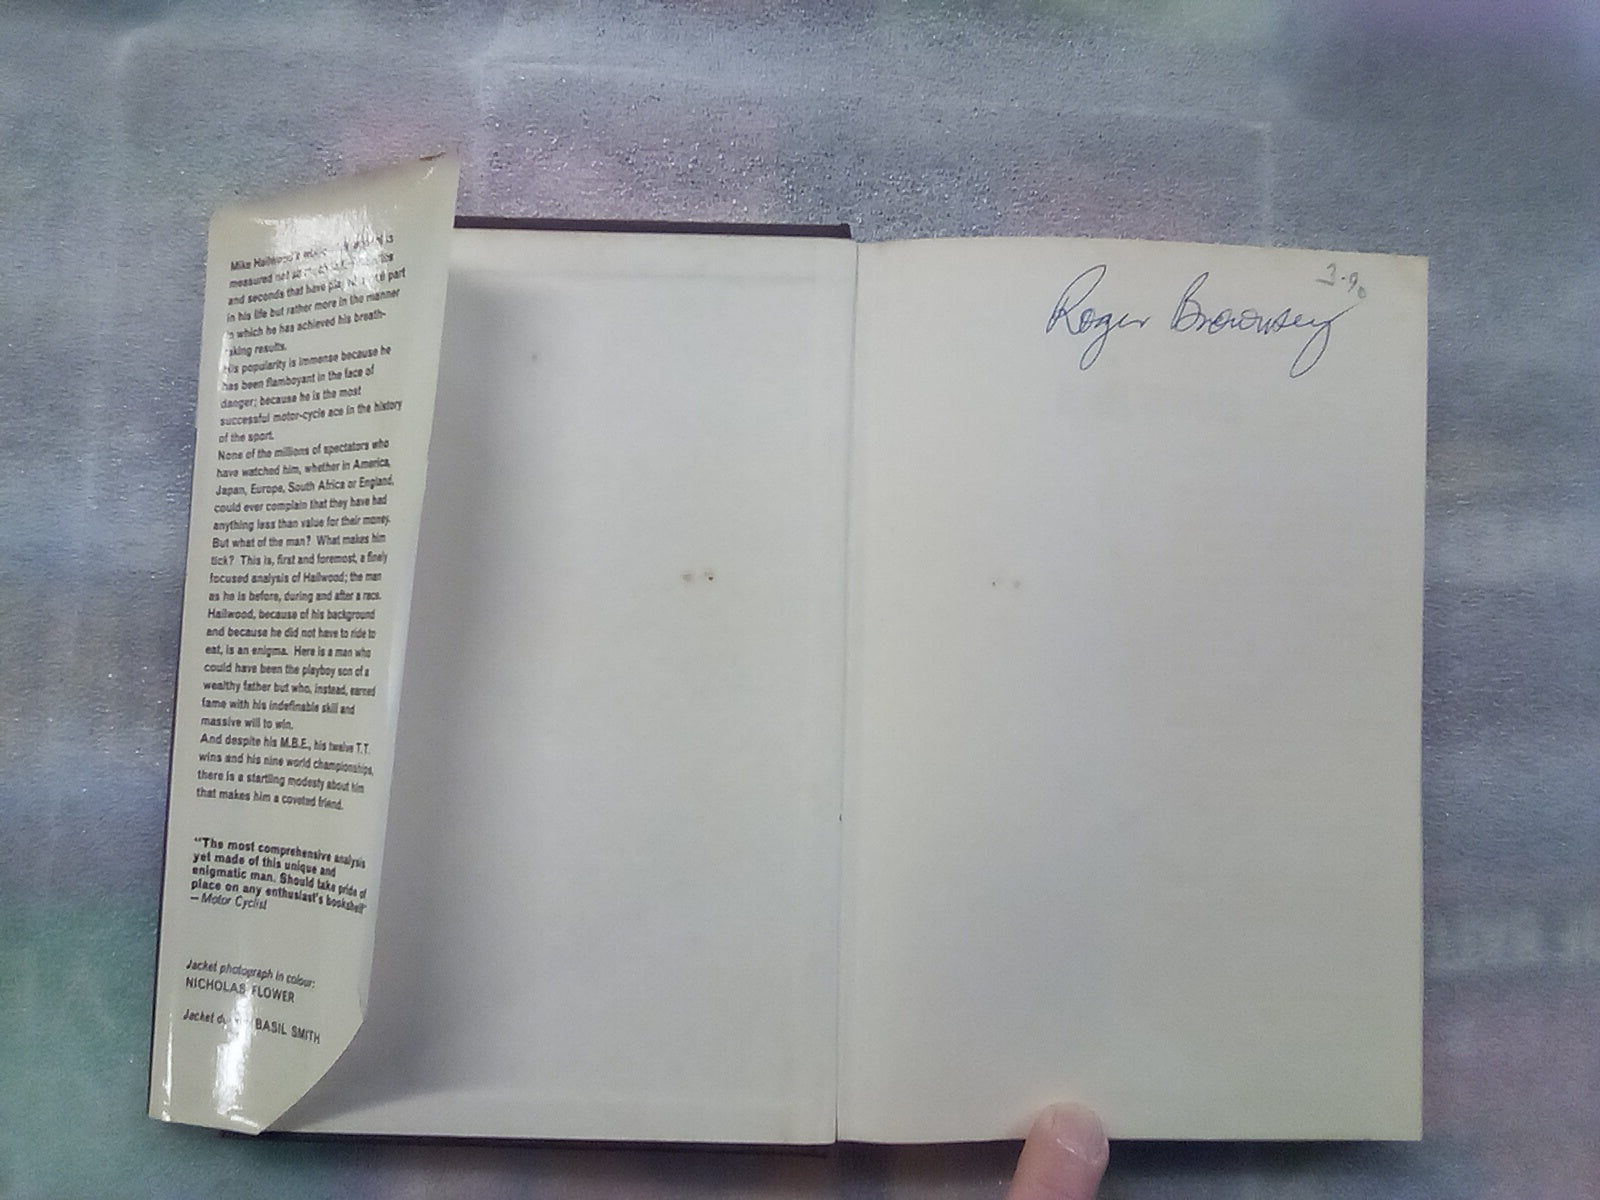 Mike Hailwood's is
measured not so
and seconds that have part
in his life but rather more in the manner
in which he has achieved his breath-
taking results.
His popularity is immense because he
has been flamboyant in the face of
danger; because he is the most
successful motor-cycle ace in the history
of the sport.
None of the millions of spectators who
have watched him, whether in America,
Japan, Europe, South Africa or England,
could ever complain that they have had
anything less than value for their money.
But what of the man? What makes him
tick? This is, first and foremost, a finely
focused analysis of Hailwood; the man
as he is before, during and after a race.
Hailwood, because of his background
and because he did not have to ride to
eat, is an enigma. Here is a man who
could have been the playboy son of a
wealthy father but who, instead, earned
fame with his indefinable skill and
massive will to win.
And despite his M.B.E., his twelve T.T.
wins and his nine world championships,
there is a startling modesty about him
that makes him a coveted friend.
"The most comprehensive analysis
yet made of this unique and
enigmatic man. Should take pride of
place on any enthusiast's bookshelf"
— Motor Cyclist
Jacket photograph in colour:
NICHOLAS FLOWER
Jacket BASIL SMITH
3.90
Roger